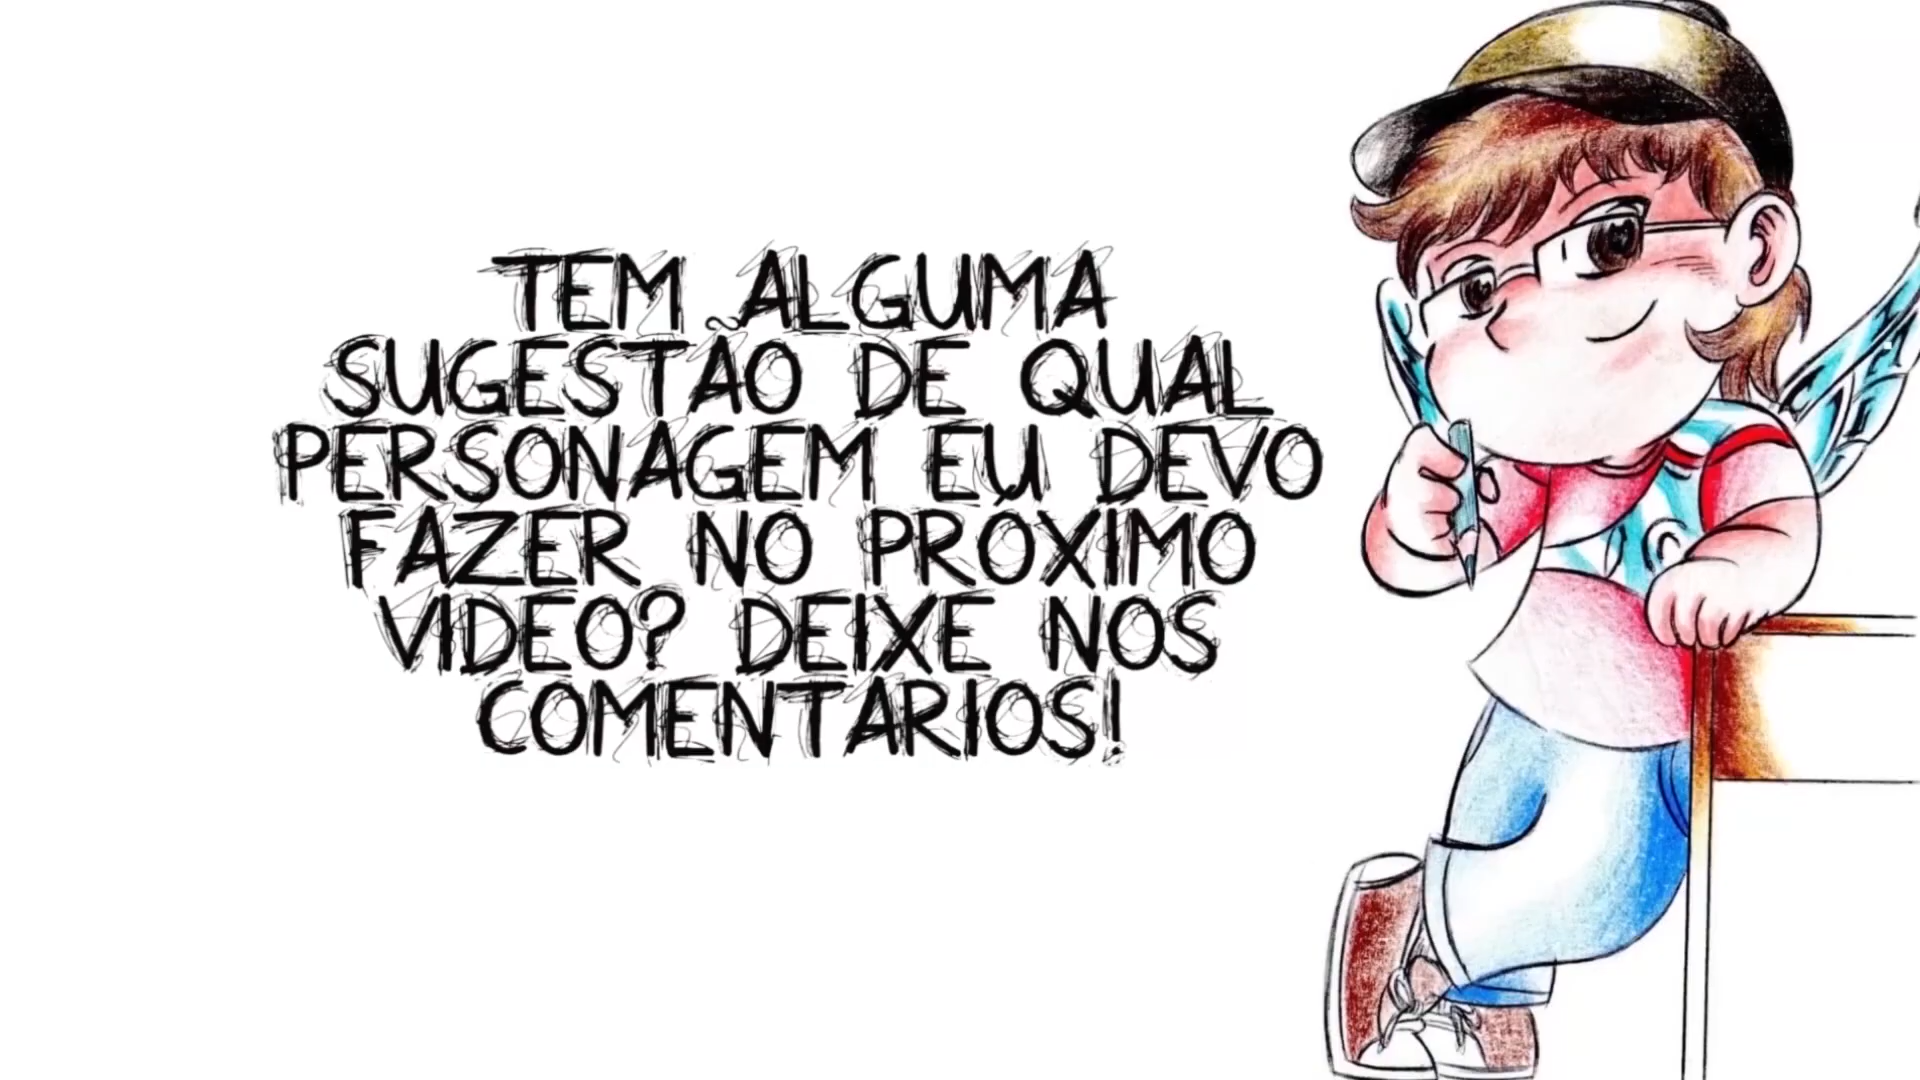 TEM ALGUMA
SUGESTÃO DE QUAL
PERSONAGEM EU DEVO
FAZER NO PRÓXIMO
VIDEO? DEIXE NOS
COMENTARIOS!